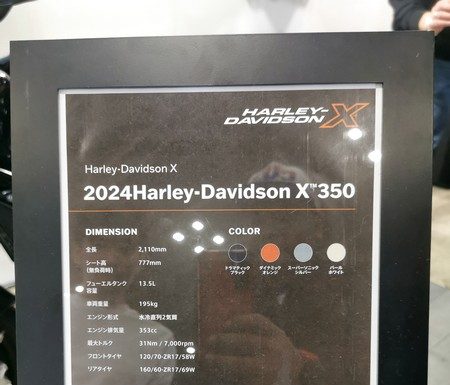 HARLEY-
DAVIDSON X
Harley-Davidson X
2024Harley-Davidson X™350
DIMENSION
全長 2,110mm
シート高
(無負荷時) 777mm
フューエルタンク
容量 13.5L
車両重量 195kg
エンジン形式 水冷直列2気筒
エンジン排気量 353cc
最大トルク 31Nm / 7,000rpm
フロントタイヤ 120/70-ZR17/58W
リアタイヤ 160/60-ZR17/69W
COLOR
ドラマティック
ブラック
ダイナミック
オレンジ
スーパーソニック
シルバー
パール
ホワイト